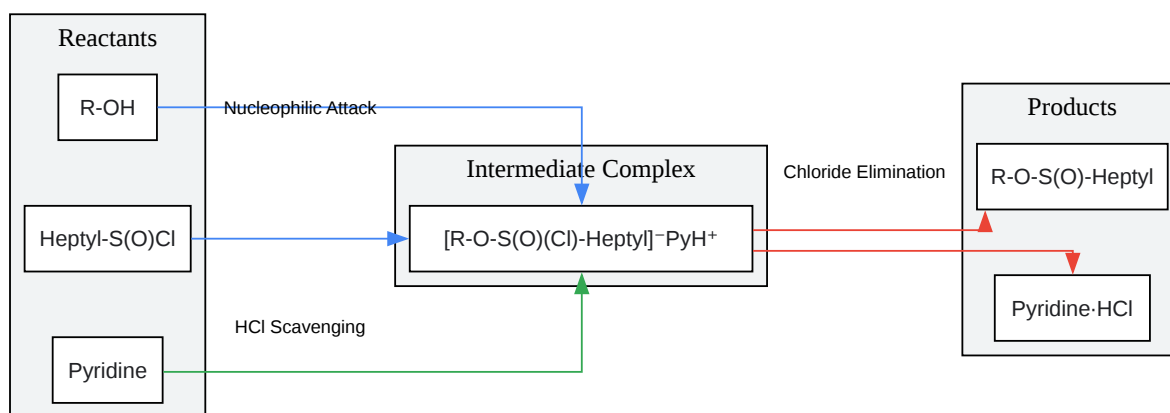 Reactants
R-OH
Nucleophilic Attack
Heptyl-S(O)Cl
HCl Scavenging
Pyridine
Intermediate Complex
[R-O-S(O)(Cl)-Heptyl]⁻PyH⁺
Chloride Elimination
Products
R-O-S(O)-Heptyl
Pyridine·HCl